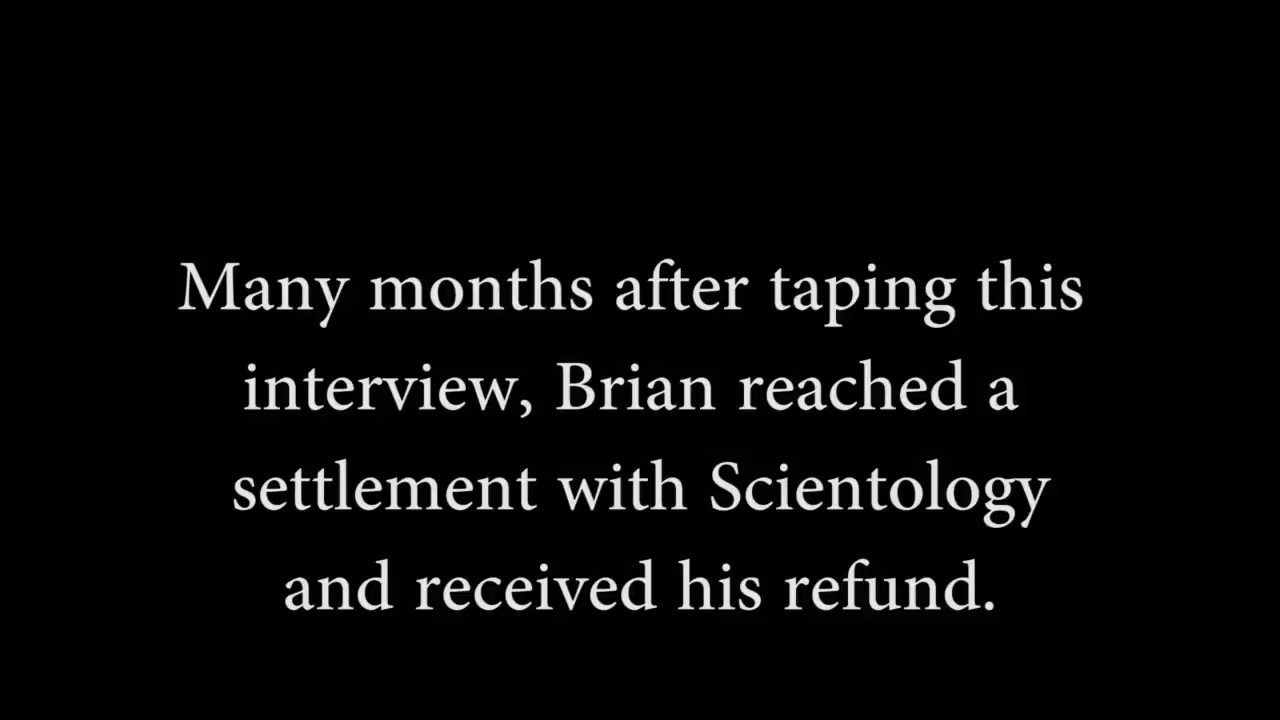 Many months after taping this
interview, Brian reached a
settlement with Scientology
and received his refund.